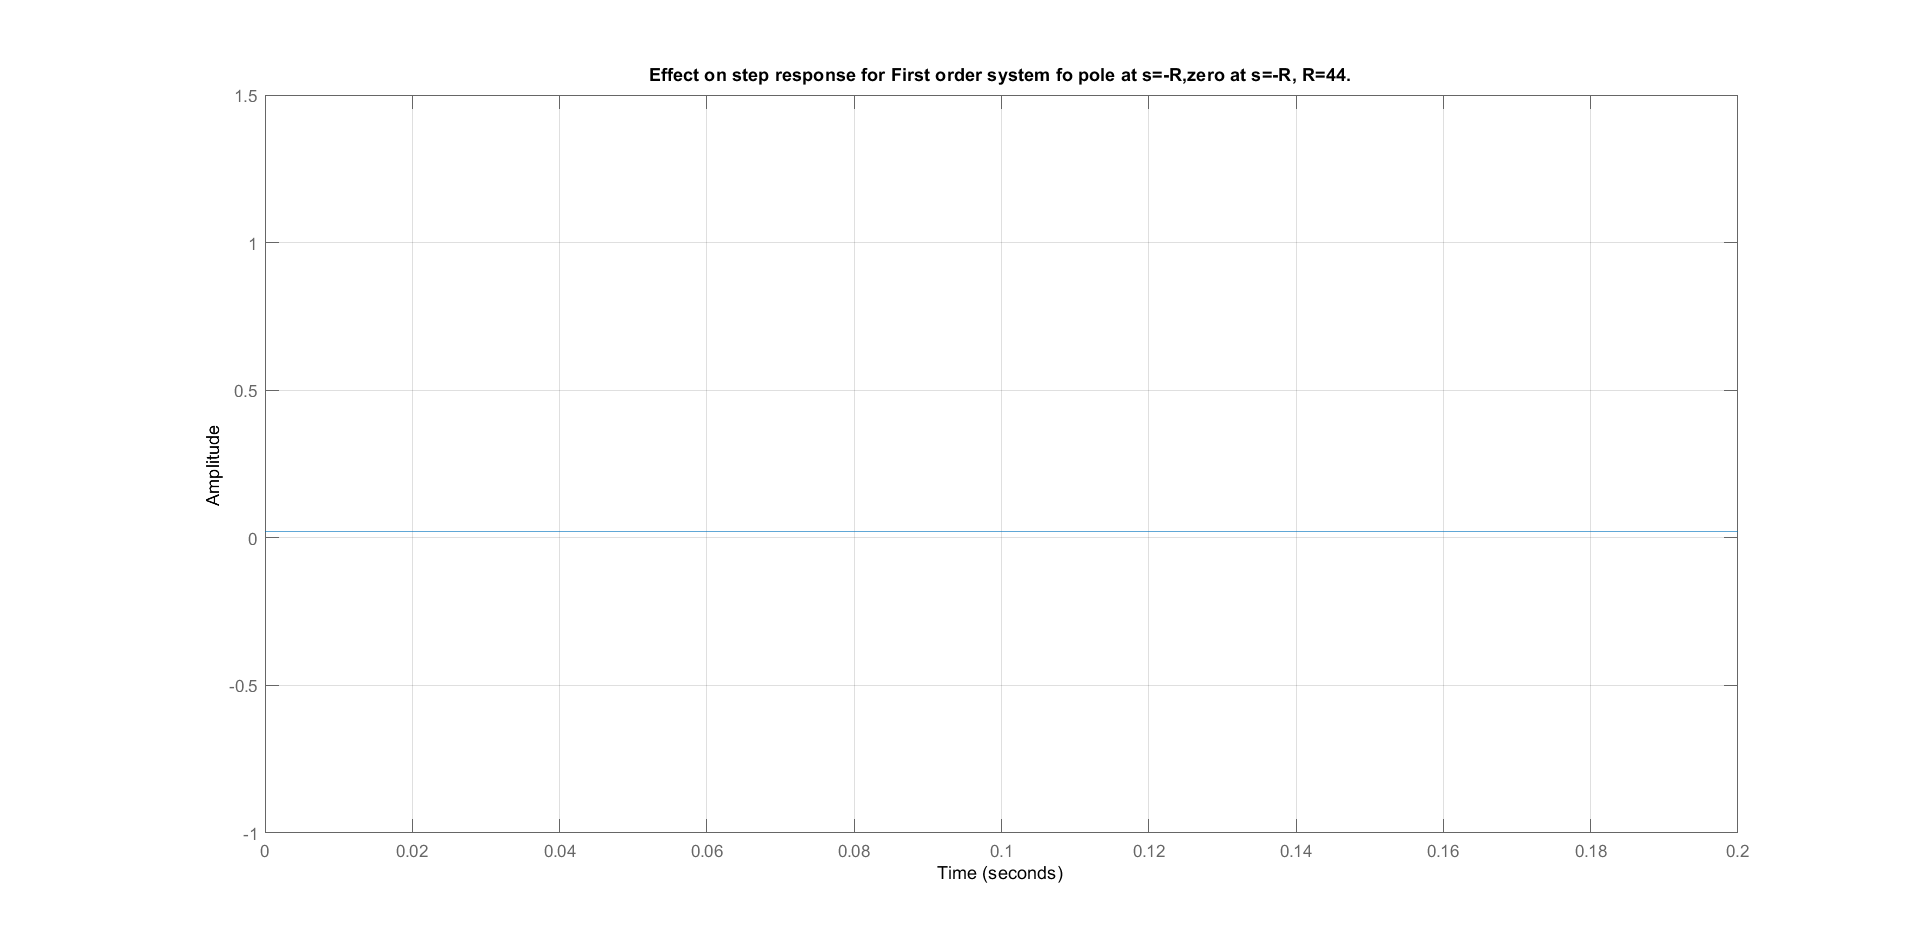 Effect on step response for First order system fo pole at s=-R,zero at s=-R, R=44.
1.5
1
0.5
0
-0.5
-1
Amplitude
0 0.02 0.04 0.06 0.08 0.1 0.12 0.14 0.16 0.18 0.2
Time (seconds)